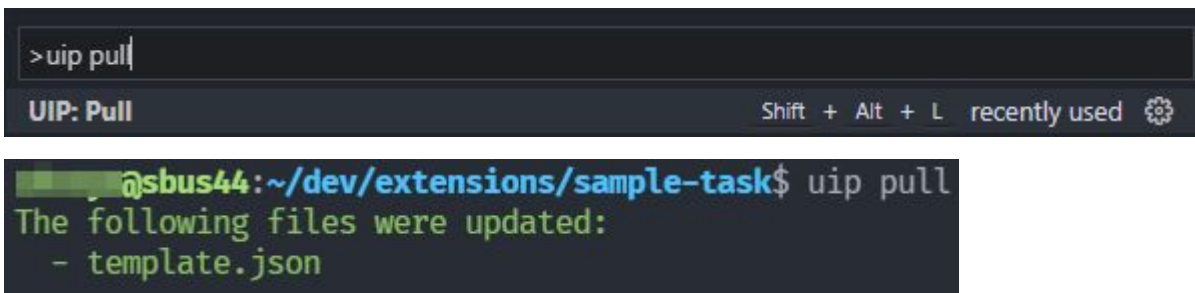 >uip pull
UIP: Pull Shift + Alt + L recently used
@sbus44:~/dev/extensions/sample-task$ uip pull
The following files were updated:
- template.json